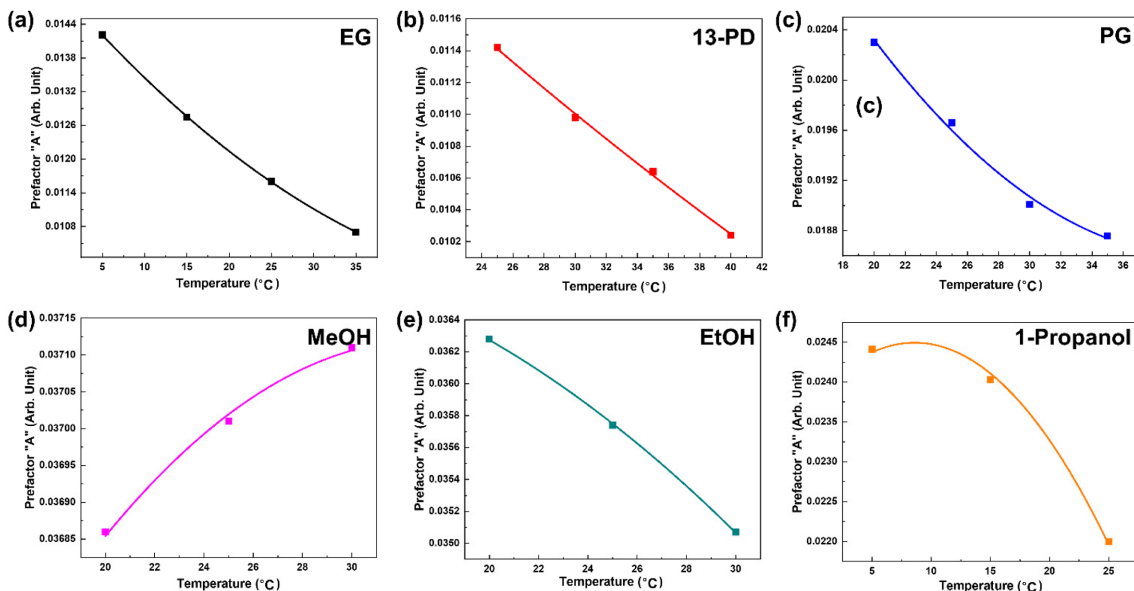 (a)
EG
0.0144
0.0138
0.0132
0.0126
0.0120
0.0114
0.0108
Prefactor "A" (Arb. Unit)
5 10 15 20 25 30 35
Temperature (°C)
(b)
13-PD
0.0116
0.0114
0.0112
0.0110
0.0108
0.0106
0.0104
0.0102
Prefactor "A" (Arb. Unit)
24 26 28 30 32 34 36 38 40 42
Temperature (°C)
(c)
PG
(c)
0.0204
0.0200
0.0196
0.0192
0.0188
Prefactor "A" (Arb. Unit)
18 20 22 24 26 28 30 32 34 36
Temperature (°C)
(d)
MeOH
0.03715
0.03710
0.03705
0.03700
0.03695
0.03690
0.03685
Prefactor "A" (Arb. Unit)
20 22 24 26 28 30
Temperature (°C)
(e)
EtOH
0.0364
0.0362
0.0360
0.0358
0.0356
0.0354
0.0352
0.0350
Prefactor "A" (Arb. Unit)
20 22 24 26 28 30
Temperature (°C)
(f)
1-Propanol
0.0245
0.0240
0.0235
0.0230
0.0225
0.0220
Prefactor "A" (Arb. Unit)
5 10 15 20 25
Temperature (°C)